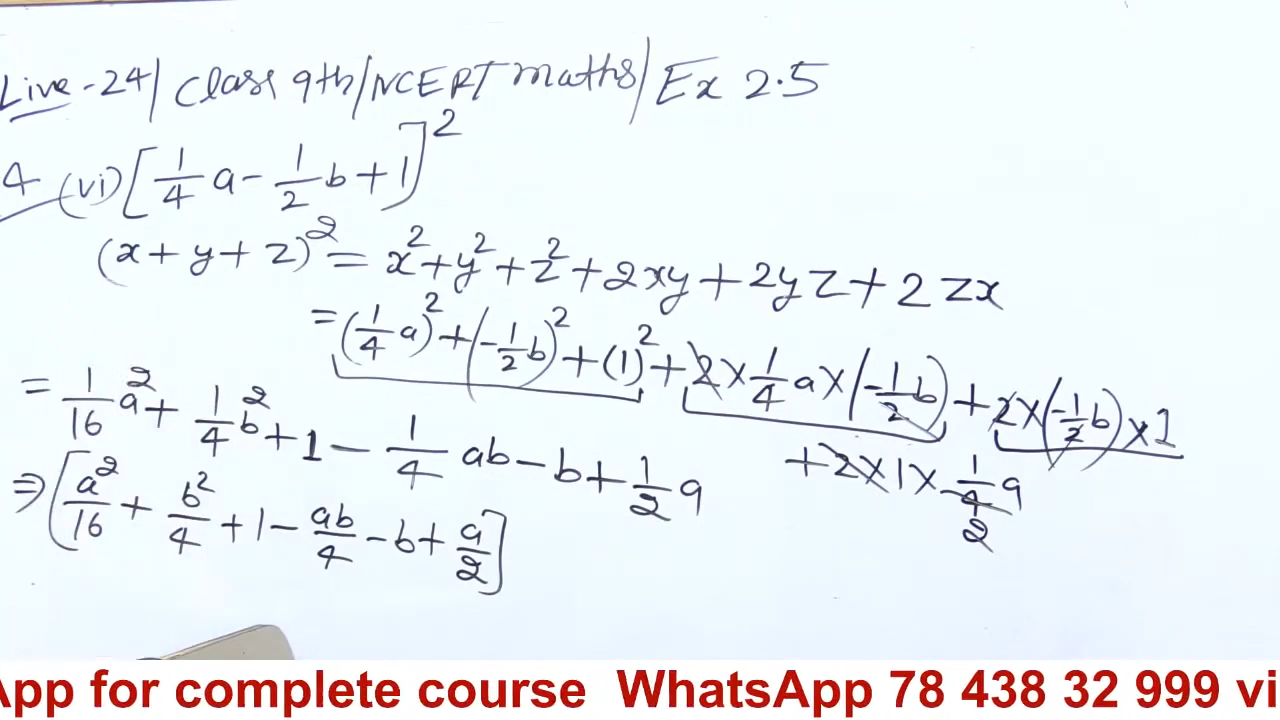 Live-24/ Class 9th/NCERT maths/ Ex 2.5
4 (vi) [1/4 a - 1/2 b + 1]²
(x + y + z)² = x² + y² + z² + 2xy + 2yz + 2zx
= (1/4 a)² + (-1/2 b)² + (1)² + 2 × 1/4 a × (-1/2 b) + 2 × (-1/2 b) × 1
+ 2 × 1 × 1/4 a
2
= 1/16 a² + 1/4 b² + 1 - 1/4 ab - b + 1/2 a
⇒ [a²/16 + b²/4 + 1 - ab/4 - b + a/2]
App for complete course WhatsApp 78 438 32 999 vi